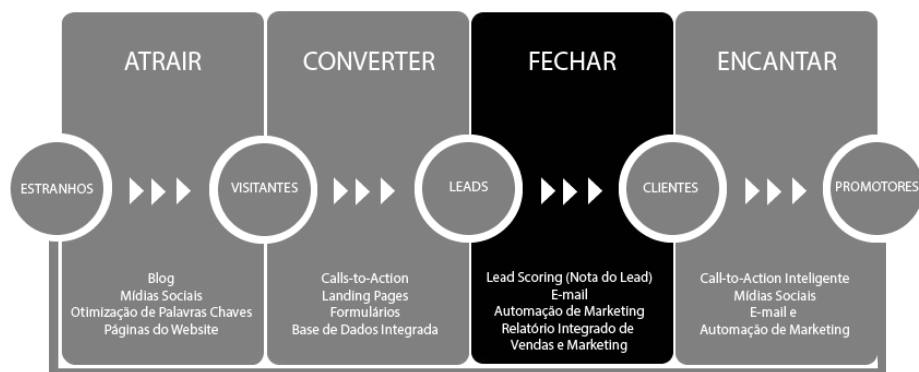 ATRAIR
CONVERTER
FECHAR
ENCANTAR
ESTRANHOS
VISITANTES
LEADS
CLIENTES
PROMOTORES
Blog
Mídias Sociais
Otimização de Palavras Chaves
Páginas do Website
Calls-to-Action
Landing Pages
Formulários
Base de Dados Integrada
Lead Scoring (Nota do Lead)
E-mail
Automação de Marketing
Relatório Integrado de
Vendas e Marketing
Call-to-Action Inteligente
Mídias Sociais
E-mail e
Automação de Marketing